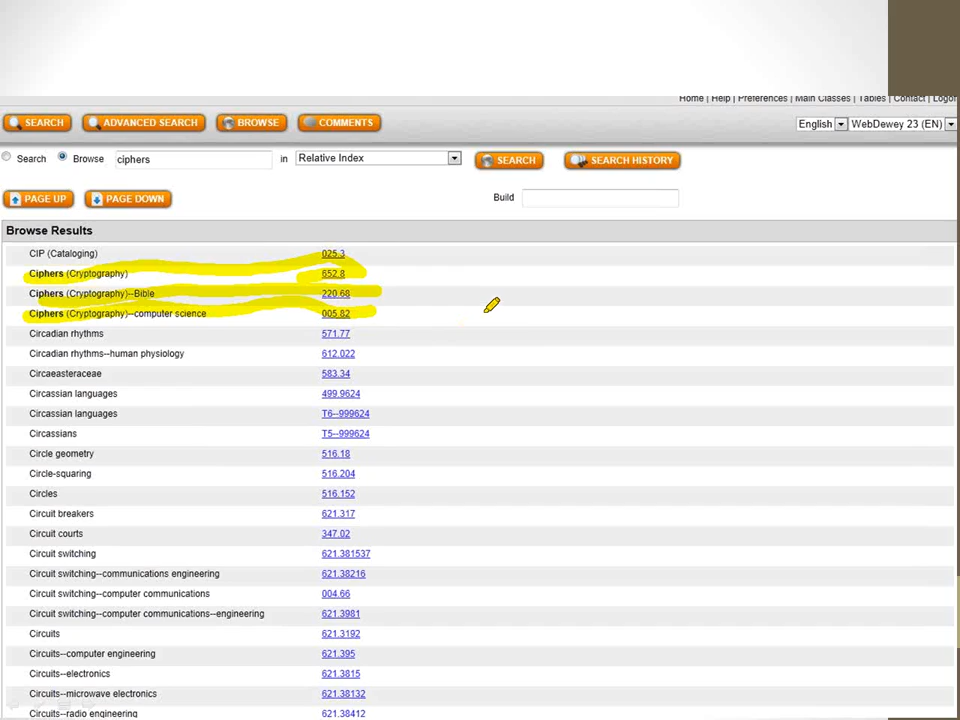 Home | Help | Preferences | Main Classes | Tables | Contact | Logo
SEARCH ADVANCED SEARCH BROWSE COMMENTS English WebDewey 23 (EN)
Search Browse ciphers in Relative Index SEARCH SEARCH HISTORY
PAGE UP PAGE DOWN Build
Browse Results
CIP (Cataloging) 025.3
Ciphers (Cryptography) 652.8
Ciphers (Cryptography)--Bible 220.68
Ciphers (Cryptography)--computer science 005.82
Circadian rhythms 571.77
Circadian rhythms--human physiology 612.022
Circaeasteraceae 583.34
Circassian languages 499.9624
Circassian languages T6--999624
Circassians T5--999624
Circle geometry 516.18
Circle-squaring 516.204
Circles 516.152
Circuit breakers 621.317
Circuit courts 347.02
Circuit switching 621.381537
Circuit switching--communications engineering 621.38216
Circuit switching--computer communications 004.66
Circuit switching--computer communications--engineering 621.3981
Circuits 621.3192
Circuits--computer engineering 621.395
Circuits--electronics 621.3815
Circuits--microwave electronics 621.38132
Circuits--radio engineering 621.38412